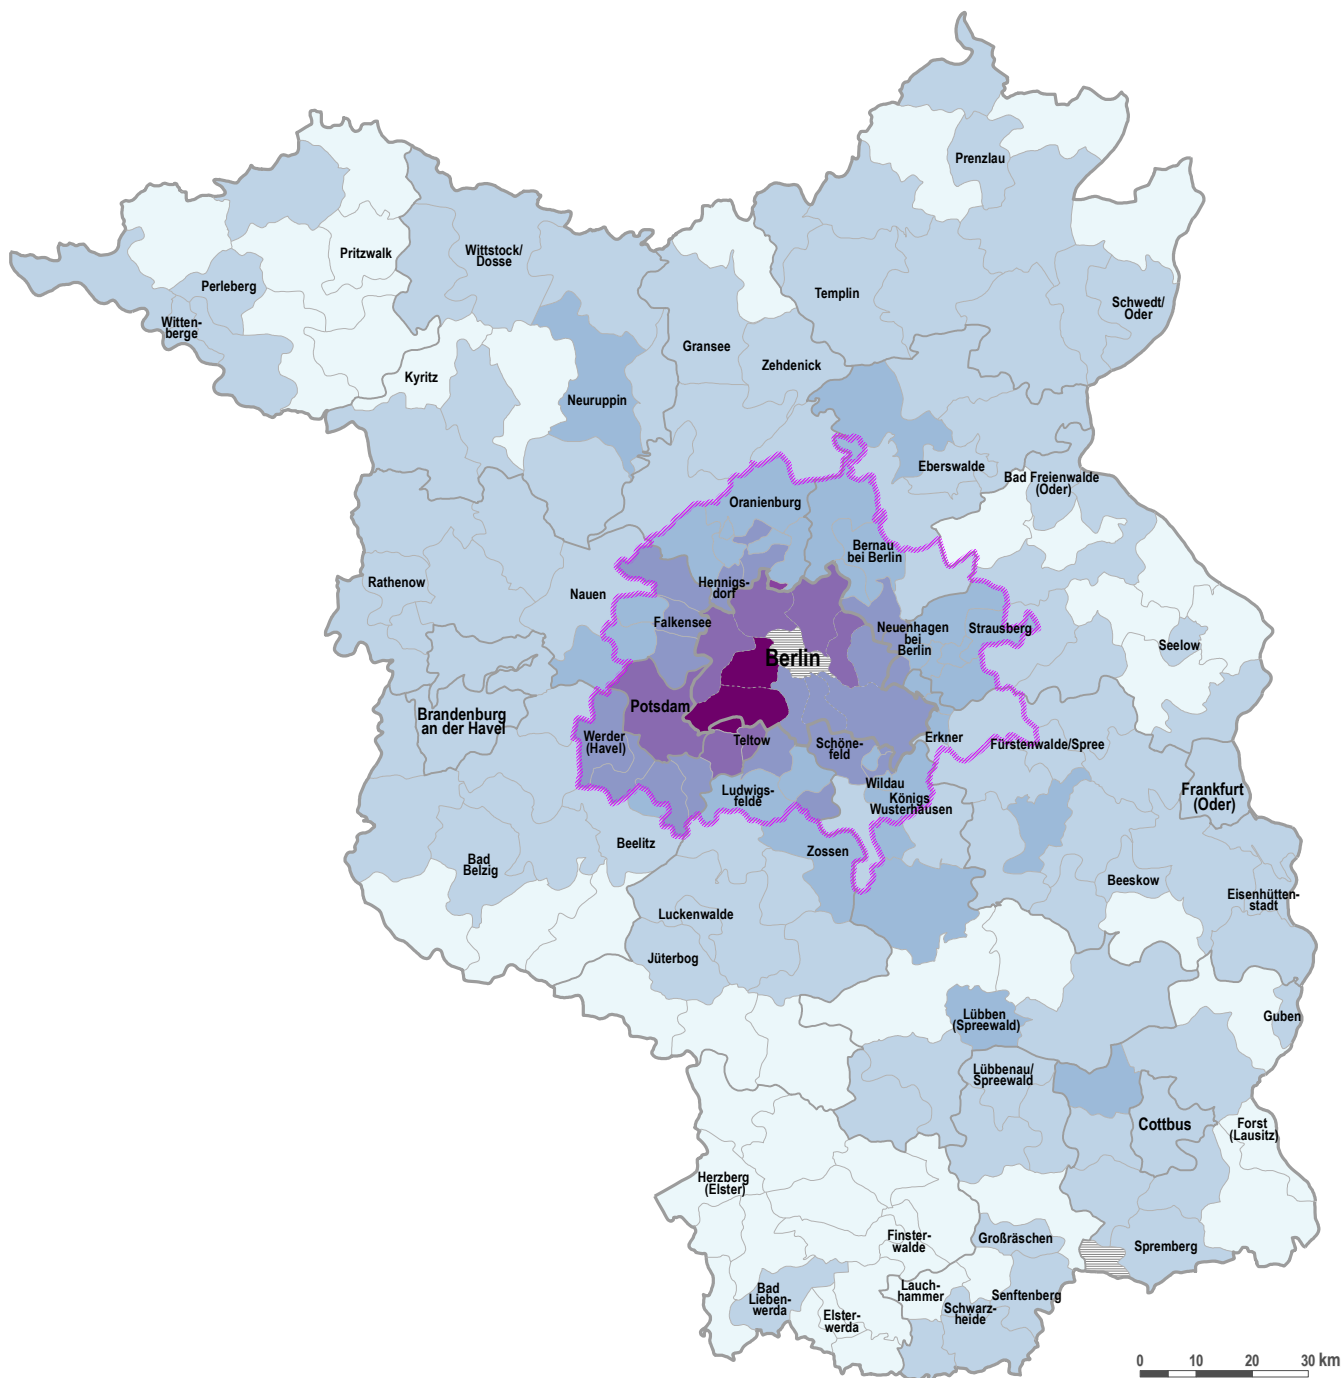 Prenzlau
Pritzwalk
Wittstock/
Dosse
Perleberg
Templin
Schwedt/
Oder
Witten-
berge
Gransee
Zehdenick
Kyritz
Neuruppin
Eberswalde
Bad Freienwalde
(Oder)
Oranienburg
Bernau
bei Berlin
Rathenow
Nauen
Hennigs-
dorf
Falkensee
Neuenhagen
bei
Berlin
Strausberg
Seelow
Berlin
Potsdam
Brandenburg
an der Havel
Werder
(Havel)
Teltow
Schöne-
feld
Erkner
Fürstenwalde/Spree
Wildau
Königs
Wusterhausen
Ludwigs-
felde
Frankfurt
(Oder)
Beelitz
Zossen
Bad
Belzig
Beeskow
Eisenhütten-
stadt
Luckenwalde
Jüterbog
Lübben
(Spreewald)
Guben
Lübbenau/
Spreewald
Cottbus
Forst
(Lausitz)
Herzberg
(Elster)
Finster-
walde
Großräschen
Spremberg
Bad
Lieben-
werda
Lauch-
hammer
Senftenberg
Schwarz-
heide
Elster-
werda
0 10 20 30 km